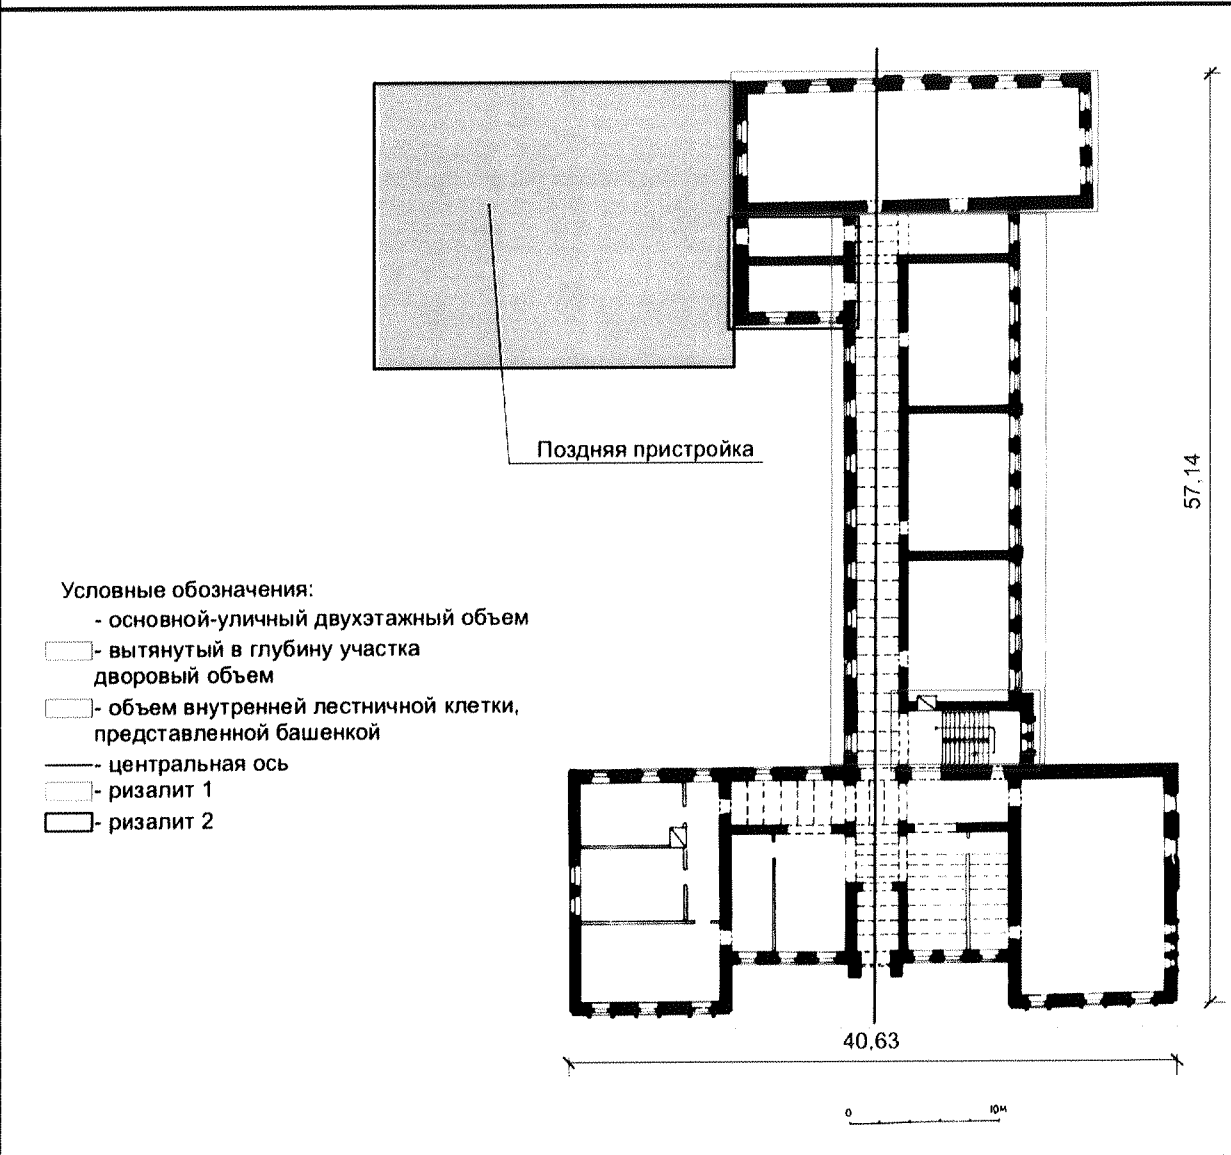 Поздняя пристройка
57.14
Условные обозначения:
- основной-уличный двухэтажный объем
- вытянутый в глубину участка
дворовый объем
- объем внутренней лестничной клетки,
представленной башенкой
- центральная ось
- ризалит 1
- ризалит 2
40,63
0 10м